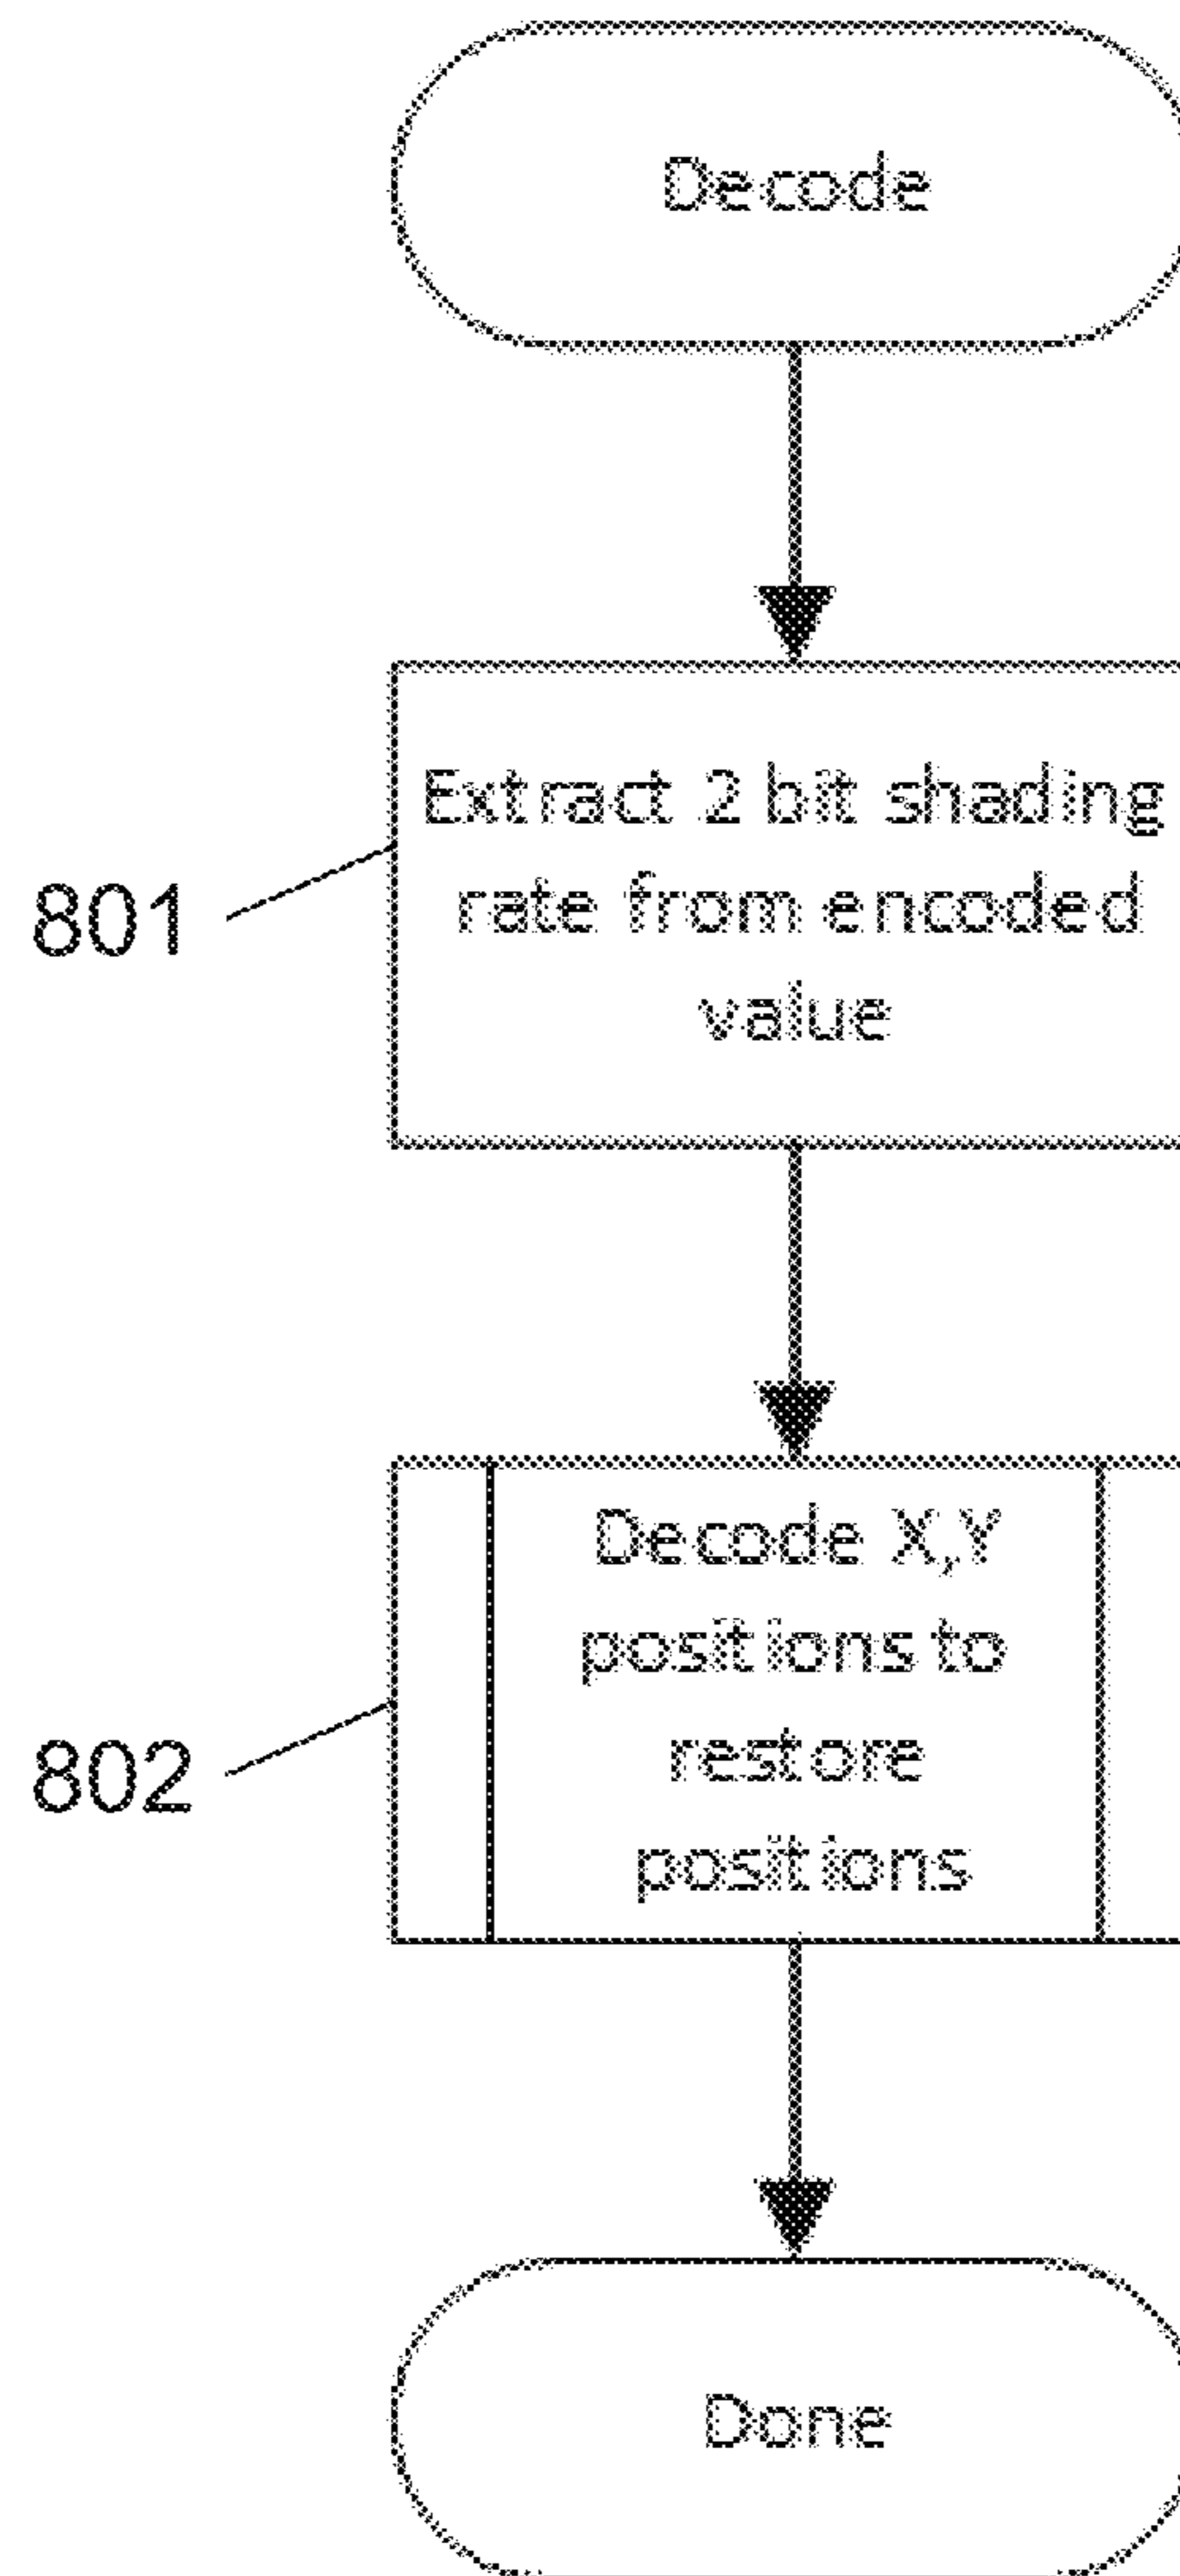 Decode
Extract 2 bit shading
rate from encoded
value
801
Decode X,Y
positions to
restore
positions
802
Done